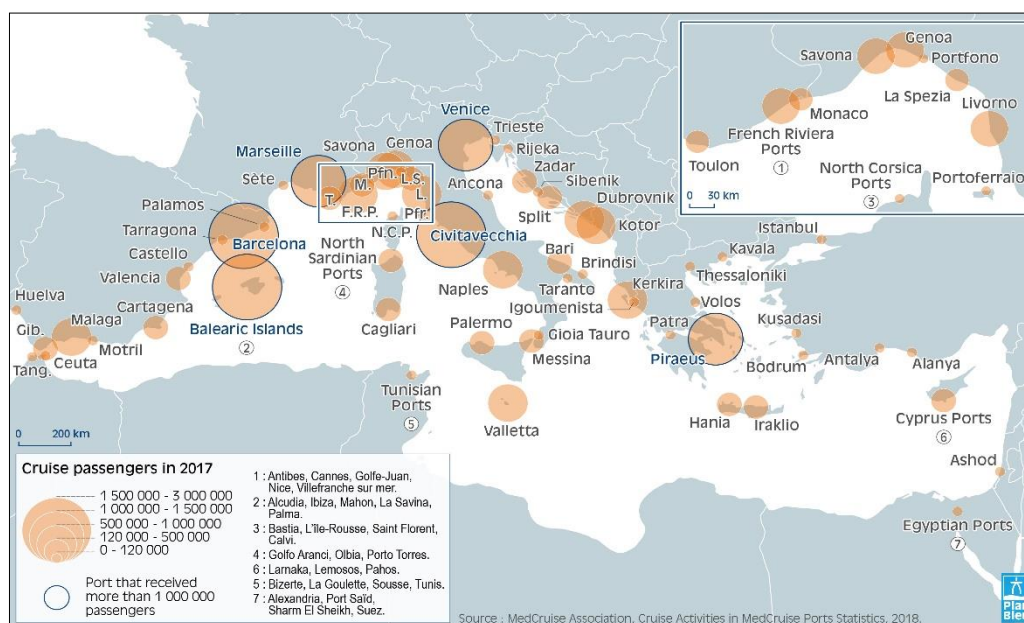 Genoa
Savona
Portfono
La Spezia
Monaco
Livorno
French Riviera
Ports
①
Toulon
North Corsica
Ports
③
Portoferraio
0 30 km
Venice
Trieste
Rijeka
Zadar
Sibenik
Dubrovnik
Split
Kotor
Savona
Genoa
Marseille
Pfn.
L.S.
M.
T.
L.
F.R.P.
Pfr.
N.C.P.
Ancona
Sète
Palamos
Tarragona
Barcelona
Castello
Valencia
Cartagena
Balearic Islands
②
North
Sardinian
Ports
④
Civitavecchia
Bari
Brindisi
Naples
Taranto
Igoumenista
Kerkira
Istanbul
Kavala
Thessaloniki
Volos
Kusadasi
Patra
Piraeus
Bodrum
Antalya
Alanya
Huelva
Gib.
Malaga
Motril
Ceuta
Tang.
Cagliari
Palermo
Gioia Tauro
Messina
Tunisian
Ports
⑤
Valletta
Hania
Iraklio
Cyprus Ports
⑥
Ashod
Egyptian Ports
⑦
0 200 km
Cruise passengers in 2017
1 500 000 - 3 000 000
1 000 000 - 1 500 000
500 000 - 1 000 000
120 000 - 500 000
0 - 120 000
Port that received
more than 1 000 000
passengers
1 : Antibes, Cannes, Golfe-Juan,
Nice, Villefranche sur mer.
2 : Alcudia, Ibiza, Mahon, La Savina,
Palma.
3 : Bastia, L'île-Rousse, Saint Florent,
Calvi.
4 : Golfo Aranci, Olbia, Porto Torres.
6 : Larnaka, Lemosos, Pahos.
5 : Bizerte, La Goulette, Sousse, Tunis.
7 : Alexandria, Port Saïd,
Sharm El Sheikh, Suez.
Source : MedCruise Association, Cruise Activities in MedCruise Ports Statistics, 2018.
Plan
Bleu